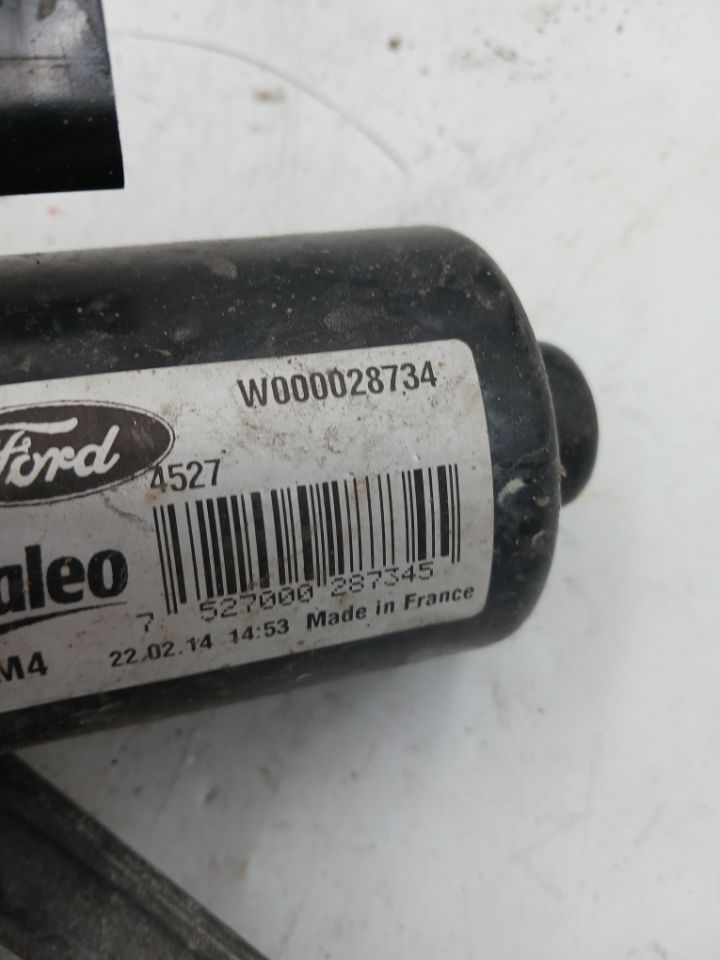 W000028734
Ford
4527
aleo
7 527000 287345
M4
22.02.14 14:53 Made in France